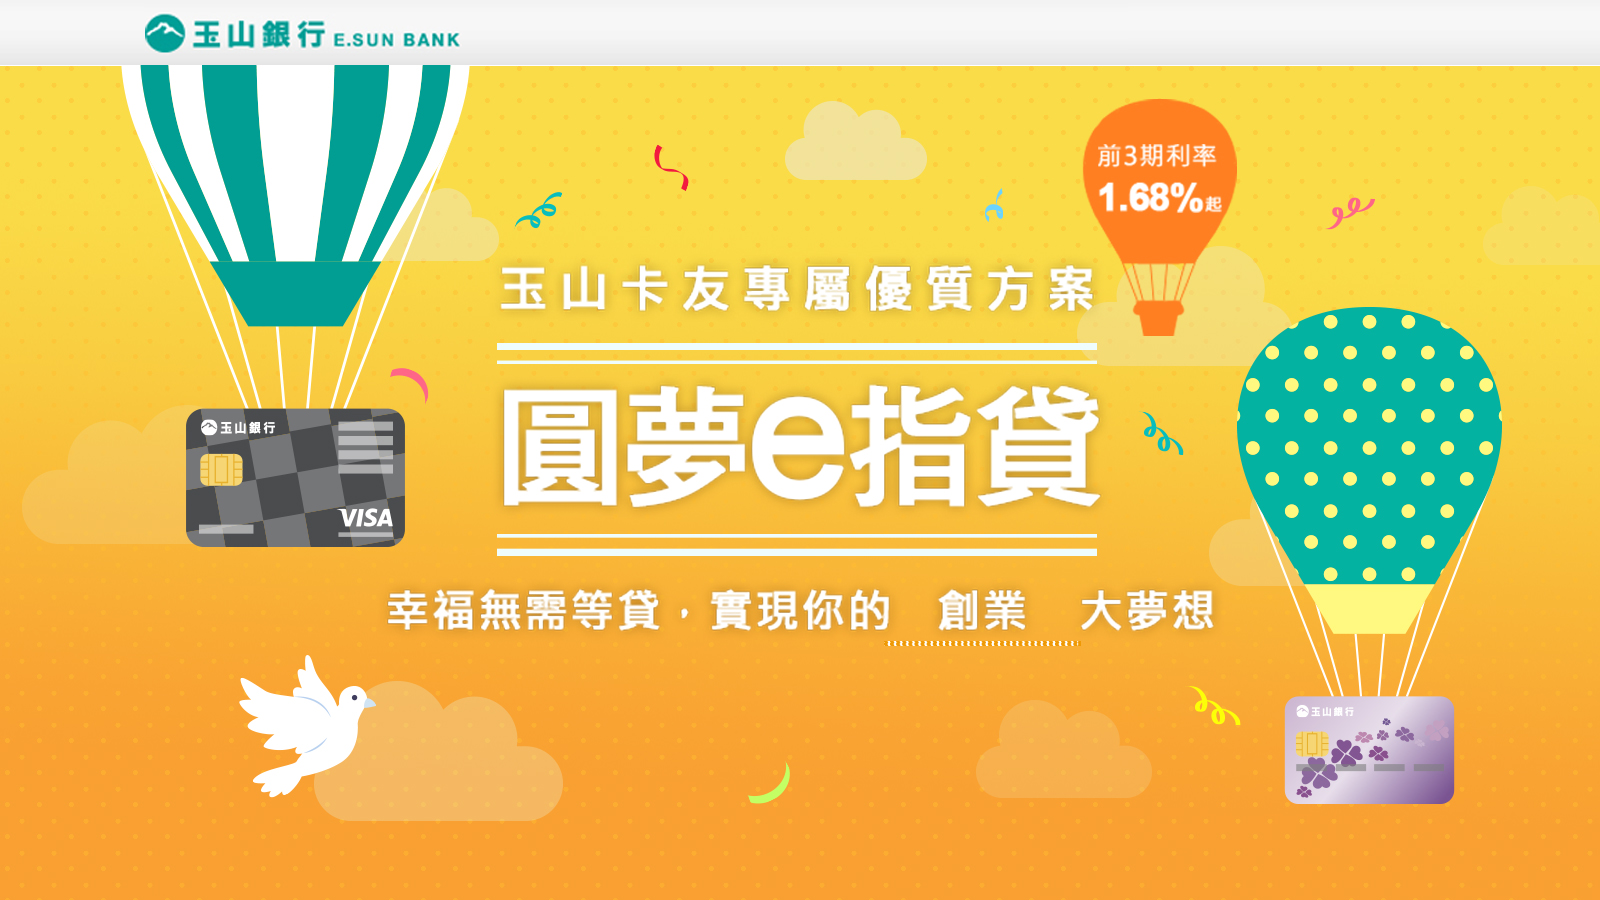 玉山銀行 E.SUN BANK
前3期利率
1.68%起
玉山卡友專屬優質方案
圓夢e指貸
玉山銀行
VISA
幸福無需等貸，實現你的 創業 大夢想
玉山銀行